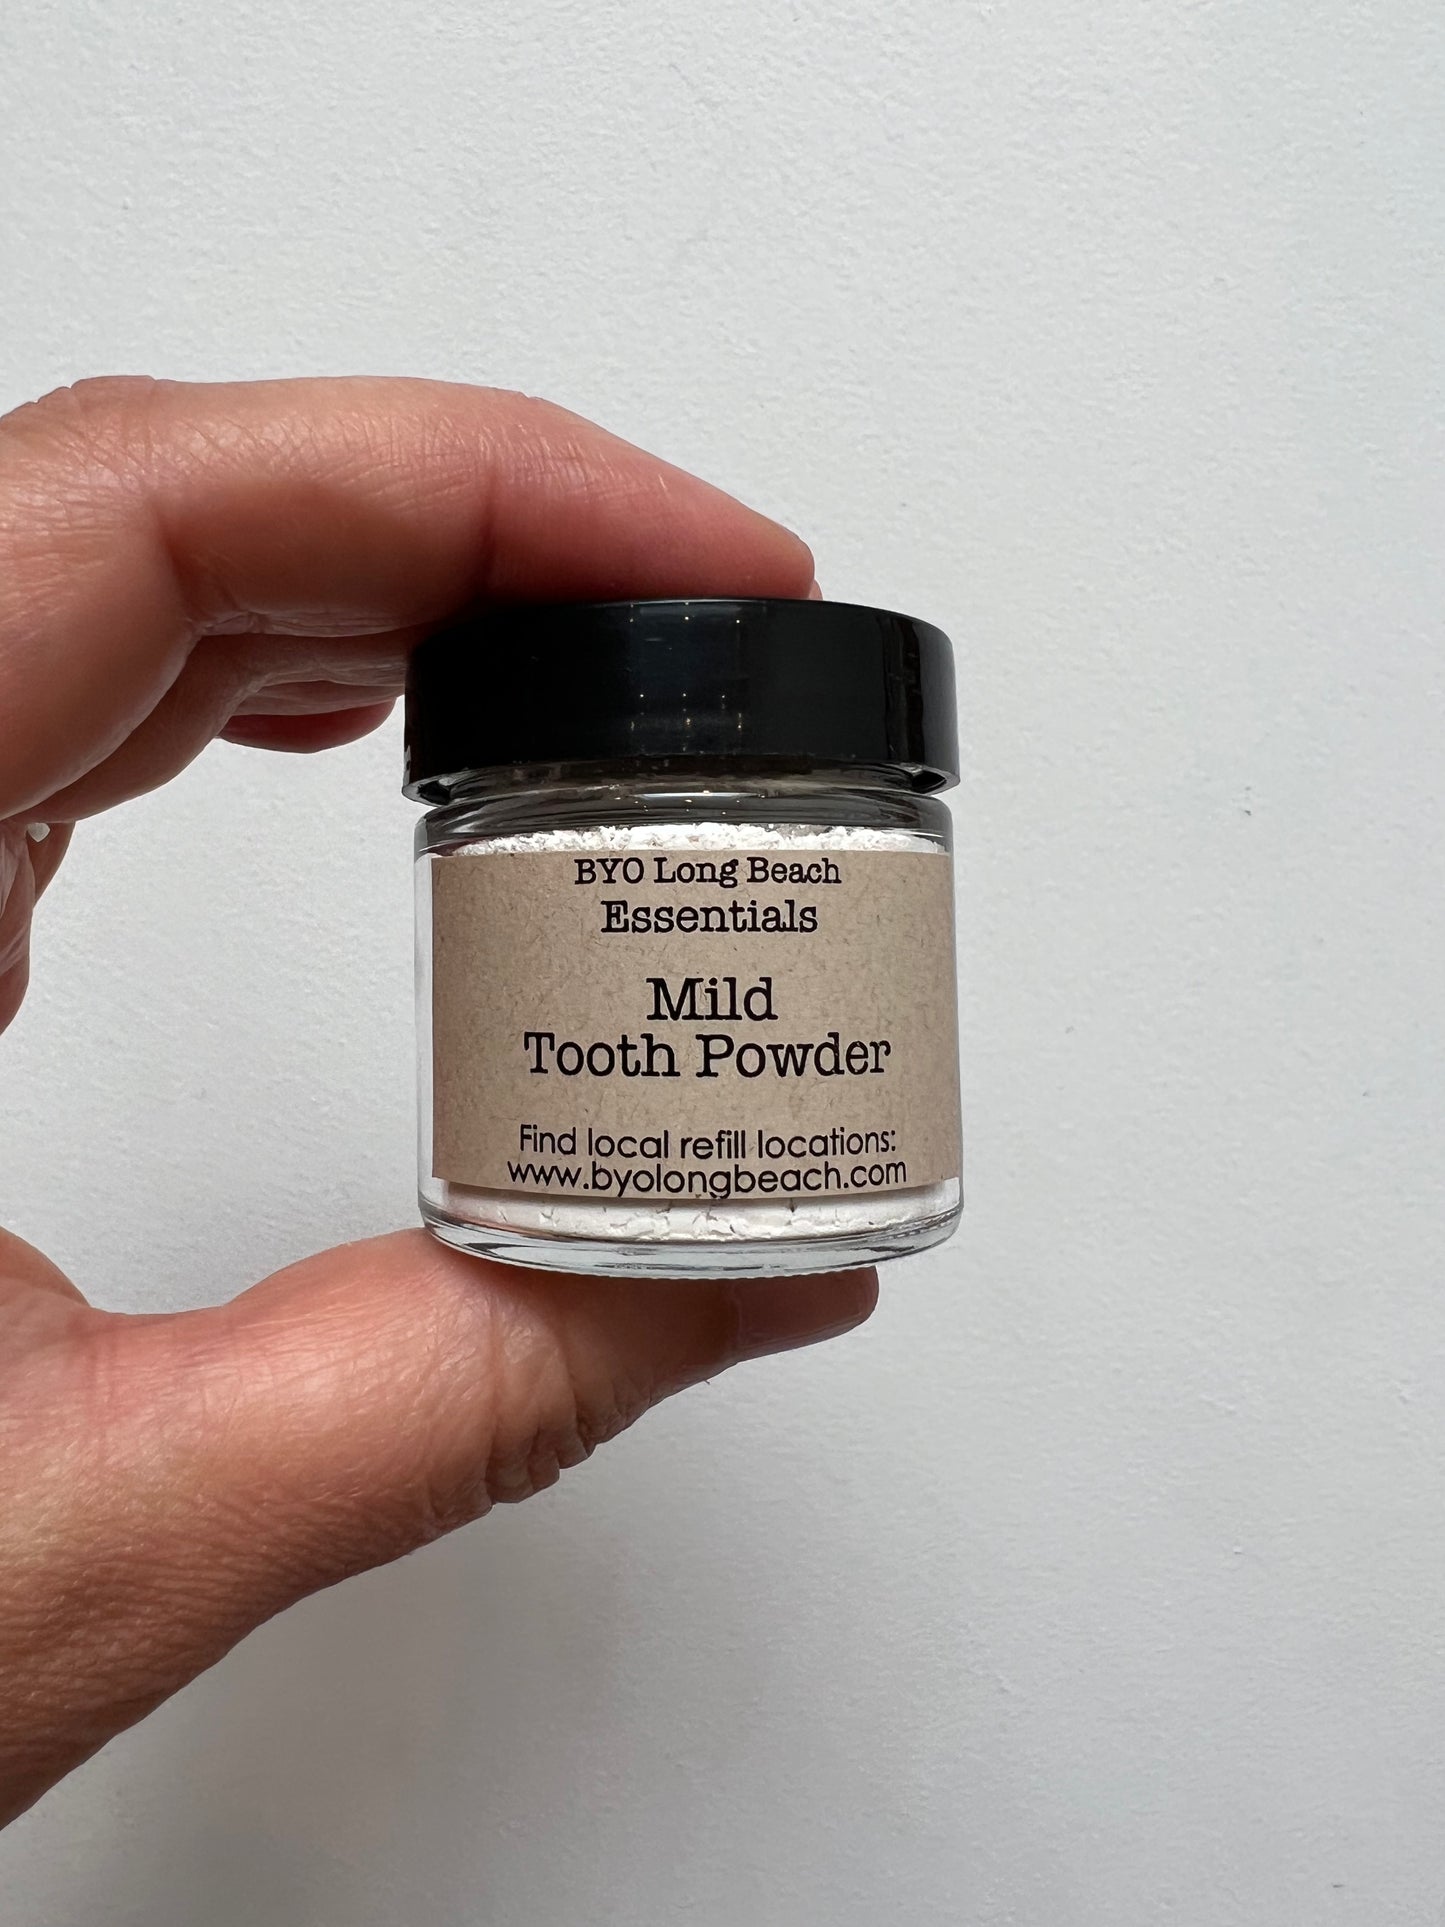 BYO Long Beach
Essentials
Mild
Tooth Powder
Find local refill locations:
www.byolongbeach.com